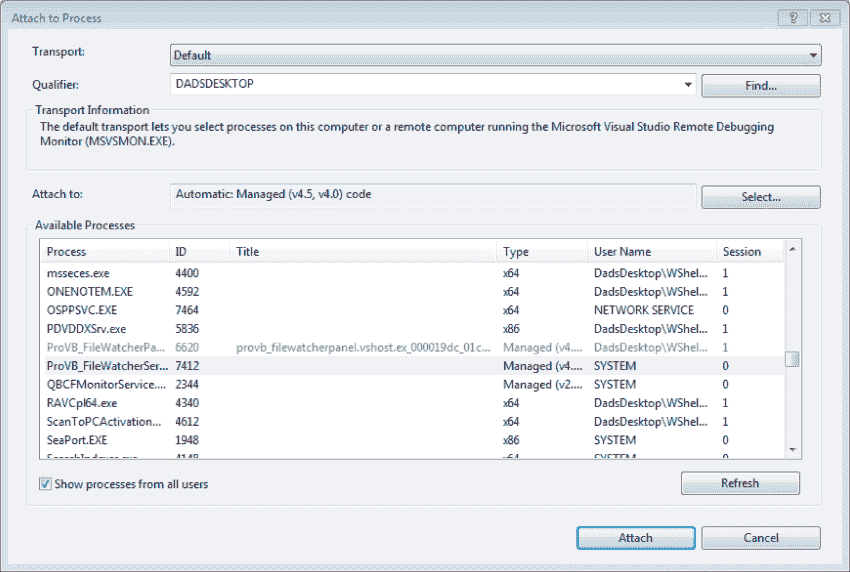 Attach to Process
Transport: Default
Qualifier: DADSDESKTOP Find...
Transport Information
The default transport lets you select processes on this computer or a remote computer running the Microsoft Visual Studio Remote Debugging
Monitor (MSVSMON.EXE).
Attach to: Automatic: Managed (v4.5, v4.0) code Select...
Available Processes
Process ID Title Type User Name Session
msseces.exe 4400 x64 DadsDesktop\WShel... 1
ONENOTEM.EXE 4592 x64 DadsDesktop\WShel... 1
OSPPSVC.EXE 7464 x64 NETWORK SERVICE 0
PDVDDXSrv.exe 5836 x86 DadsDesktop\WShel... 1
ProVB_FileWatcherPa... 6620 provb_filewatcherpanel.vshost.ex_000019dc_01c... Managed (v4.... DadsDesktop\WShel... 1
ProVB_FileWatcherSer... 7412 Managed (v4.... SYSTEM 0
QBCFMonitorService.... 2344 Managed (v2.... SYSTEM 0
RAVCpl64.exe 4340 x64 DadsDesktop\WShel... 1
ScanToPCActivation... 4612 x64 DadsDesktop\WShel... 1
SeaPort.EXE 1948 x86 SYSTEM 0
Show processes from all users Refresh
Attach Cancel